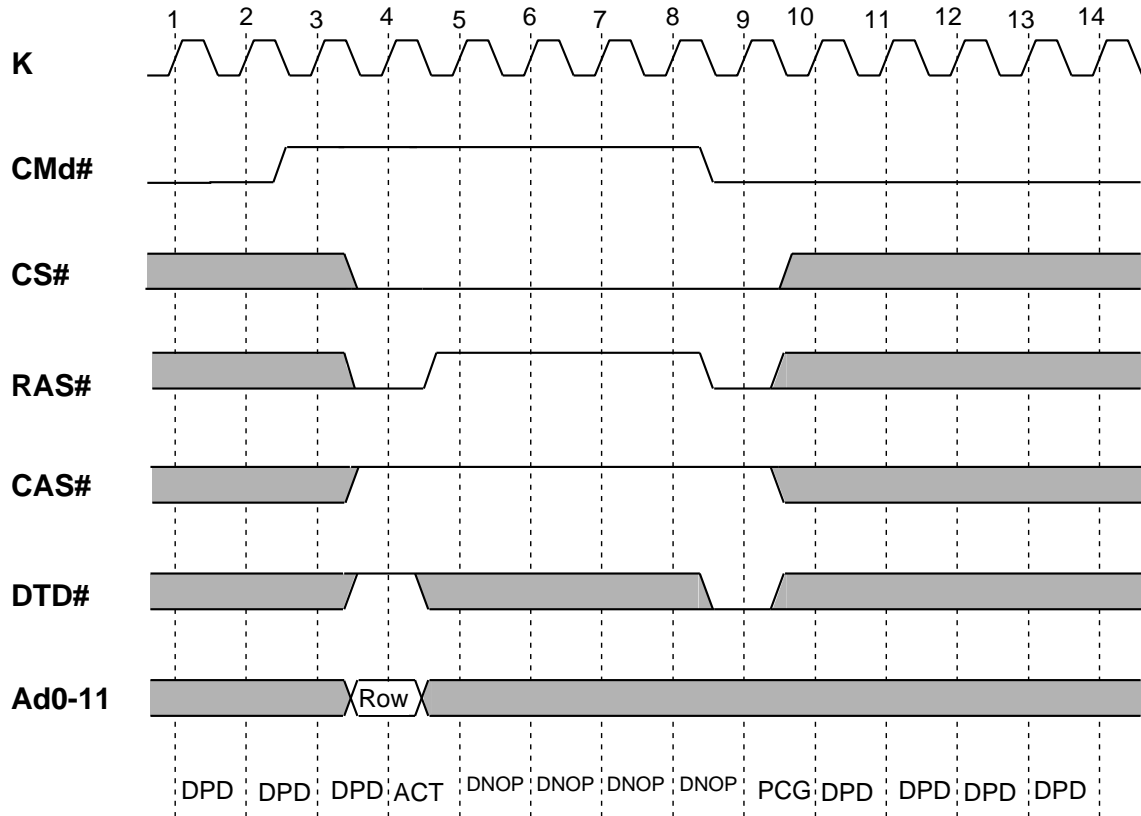 1 2 3 4 5 6 7 8 9 10 11 12 13 14
K
CMd#
CS#
RAS#
CAS#
DTD#
Ad0-11 Row
DPD DPD DPD ACT DNOP DNOP DNOP DNOP PCG DPD DPD DPD DPD